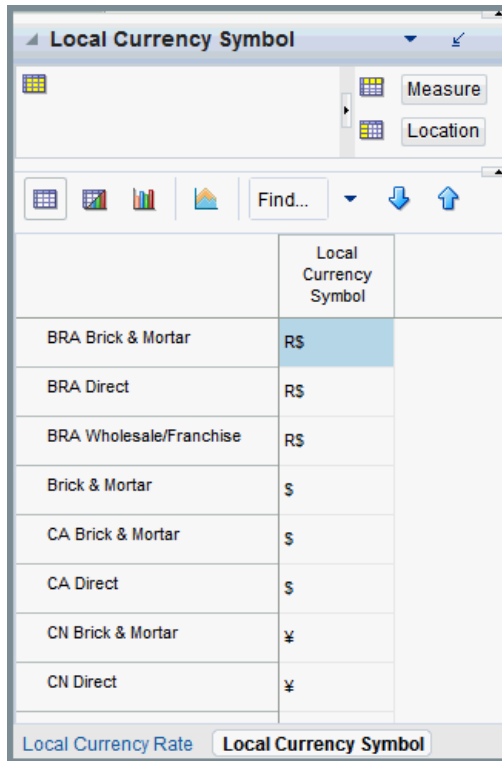 Local Currency Symbol
Measure
Location
Find...
Local
Currency
Symbol
BRA Brick & Mortar R$
BRA Direct R$
BRA Wholesale/Franchise R$
Brick & Mortar $
CA Brick & Mortar $
CA Direct $
CN Brick & Mortar ¥
CN Direct ¥
Local Currency Rate Local Currency Symbol